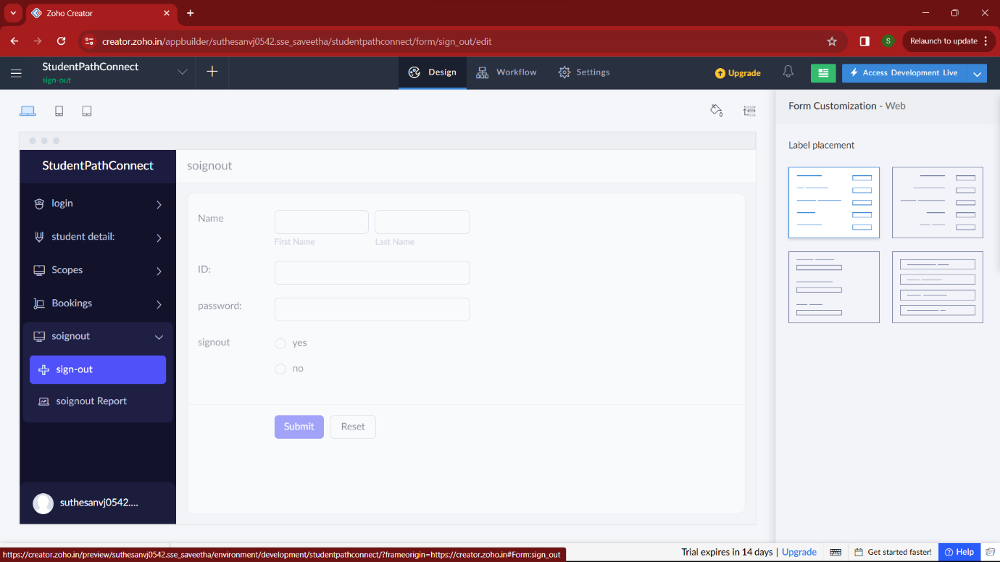 Zoho Creator
creator.zoho.in/appbuilder/suthesanvj0542.sse_saveetha/studentpathconnect/form/sign_out/edit
S
Relaunch to update
StudentPathConnect
sign-out
Design
Workflow
Settings
Upgrade
Access Development Live
Form Customization - Web
Label placement
StudentPathConnect
login
student detail:
Scopes
Bookings
soignout
sign-out
soignout Report
suthesanvj0542....
soignout
Name
First Name
Last Name
ID:
password:
signout
yes
no
Submit
Reset
https://creator.zoho.in/preview/suthesanvj0542.sse_saveetha/environment/development/studentpathconnect/?frameorigin=https://creator.zoho.in#Form:sign_out
Trial expires in 14 days | Upgrade
Get started faster!
Help